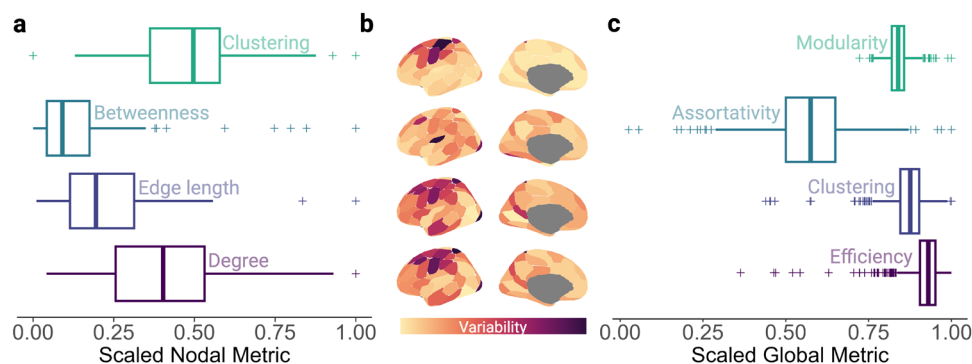 a
Clustering
Betweenness
Edge length
Degree
0.00 0.25 0.50 0.75 1.00
Scaled Nodal Metric
b
Variability
c
Modularity
Assortativity
Clustering
Efficiency
0.00 0.25 0.50 0.75 1.00
Scaled Global Metric